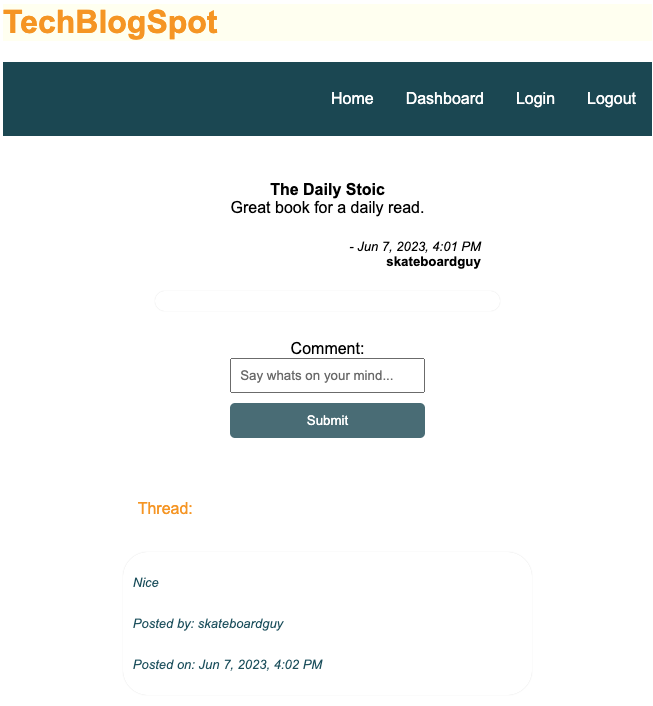 TechBlogSpot
Home Dashboard Login Logout
The Daily Stoic
Great book for a daily read.
- Jun 7, 2023, 4:01 PM
skateboardguy
Comment:
Say whats on your mind...
Submit
Thread:
Nice
Posted by: skateboardguy
Posted on: Jun 7, 2023, 4:02 PM